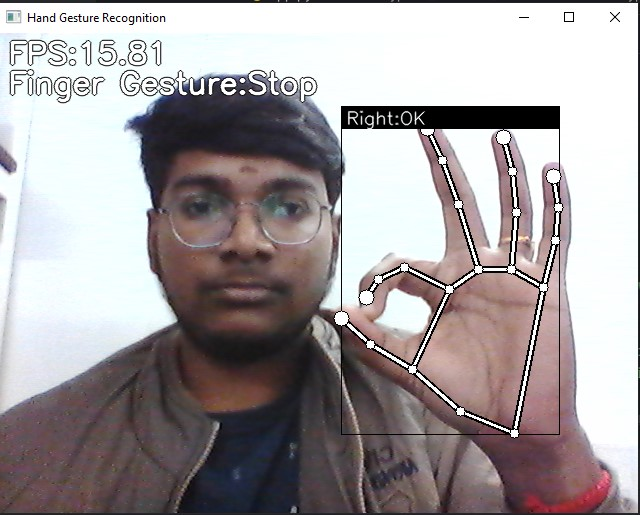 Hand Gesture Recognition
FPS:15.81
Finger Gesture:Stop
Right:OK